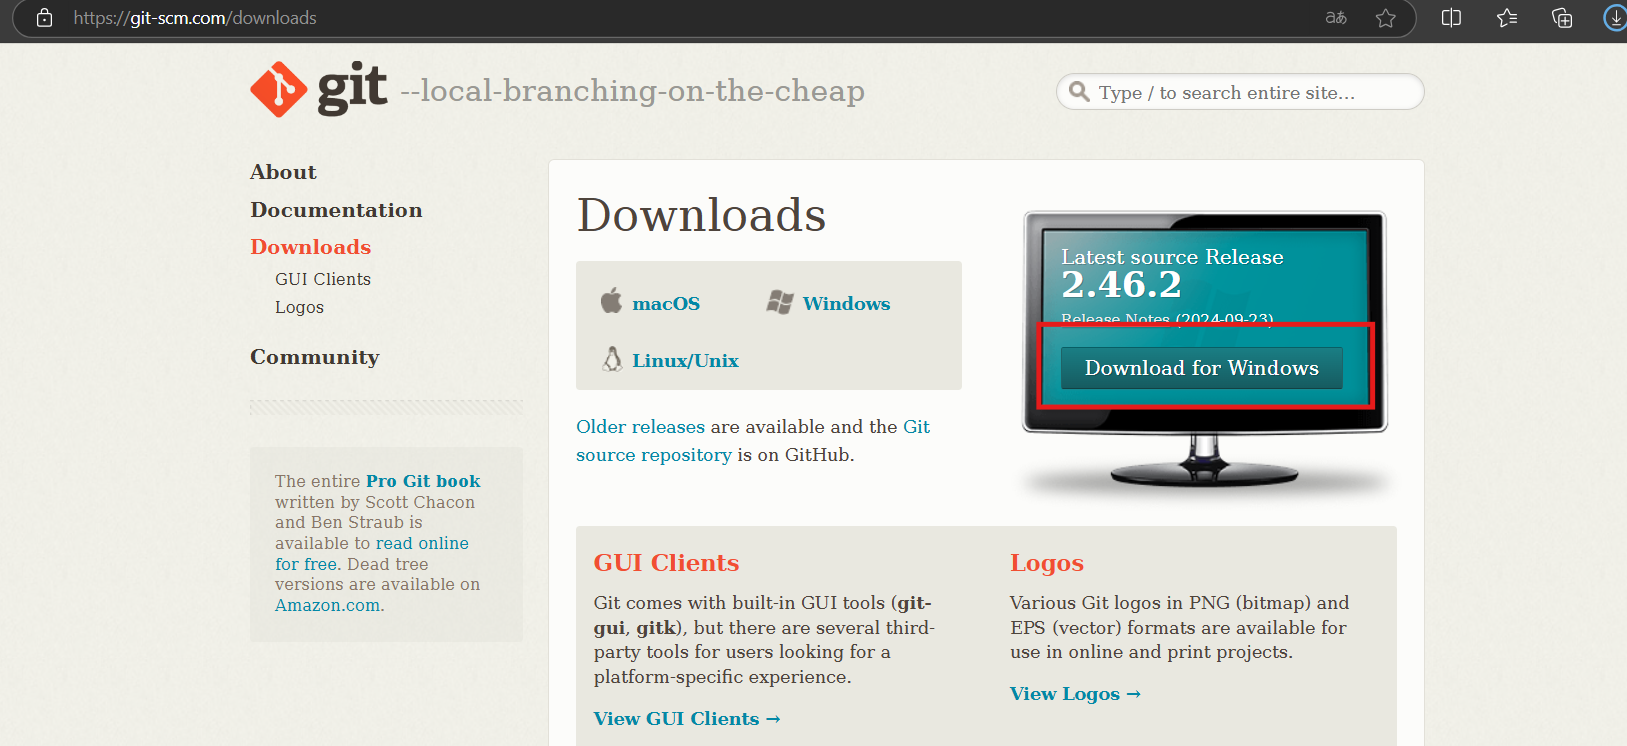 https://git-scm.com/downloads
aあ
git --local-branching-on-the-cheap
Type / to search entire site...
About
Documentation
Downloads
GUI Clients
Logos
Community
The entire Pro Git book
written by Scott Chacon
and Ben Straub is
available to read online
for free. Dead tree
versions are available on
Amazon.com.
Downloads
macOS
Windows
Linux/Unix
Older releases are available and the Git
source repository is on GitHub.
Latest source Release
2.46.2
Release Notes (2024-09-23)
Download for Windows
GUI Clients
Git comes with built-in GUI tools (git-
gui, gitk), but there are several third-
party tools for users looking for a
platform-specific experience.
View GUI Clients →
Logos
Various Git logos in PNG (bitmap) and
EPS (vector) formats are available for
use in online and print projects.
View Logos →